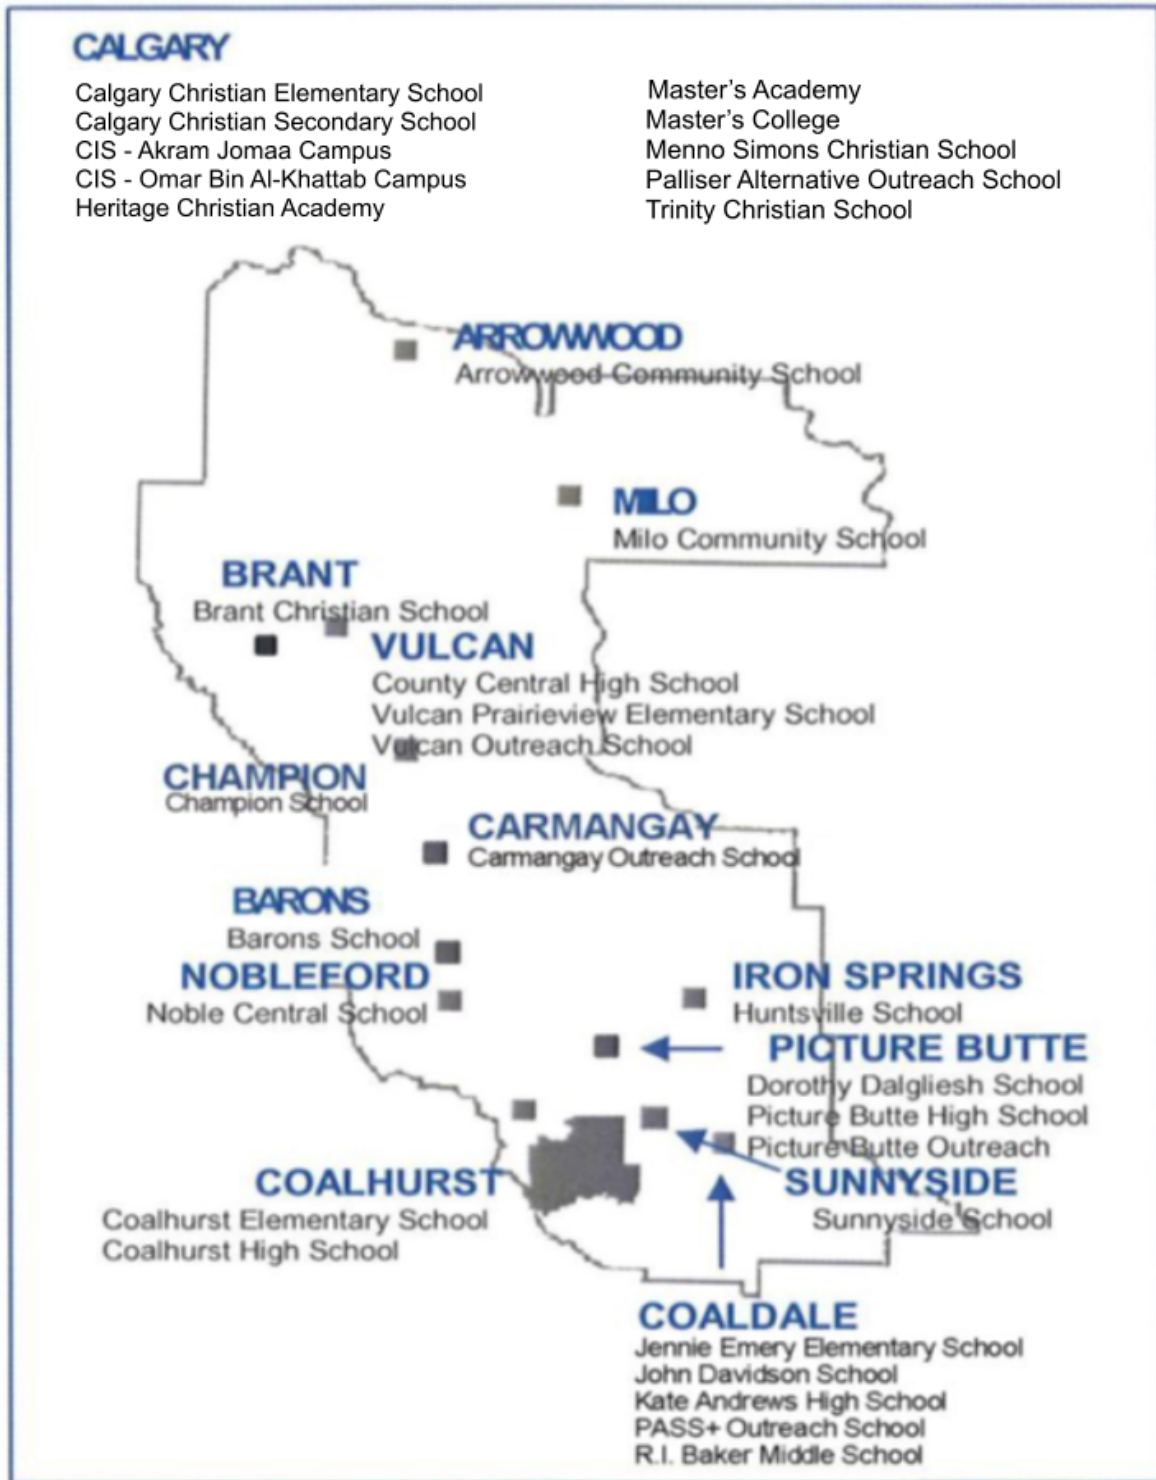 CALGARY
Calgary Christian Elementary School
Calgary Christian Secondary School
CIS - Akram Jomaa Campus
CIS - Omar Bin Al-Khattab Campus
Heritage Christian Academy
Master's Academy
Master's College
Menno Simons Christian School
Palliser Alternative Outreach School
Trinity Christian School
ARROWWOOD
Arrowwood Community School
MILO
Milo Community School
BRANT
Brant Christian School
VULCAN
County Central High School
Vulcan Prairieview Elementary School
Vulcan Outreach School
CHAMPION
Champion School
CARMANGAY
Carmangay Outreach School
BARONS
Barons School
NOBLEFORD
Noble Central School
IRON SPRINGS
Huntsville School
PICTURE BUTTE
Dorothy Dalgliesh School
Picture Butte High School
Picture Butte Outreach
SUNNYSIDE
Sunnyside School
COALHURST
Coalhurst Elementary School
Coalhurst High School
COALDALE
Jennie Emery Elementary School
John Davidson School
Kate Andrews High School
PASS+ Outreach School
R.I. Baker Middle School